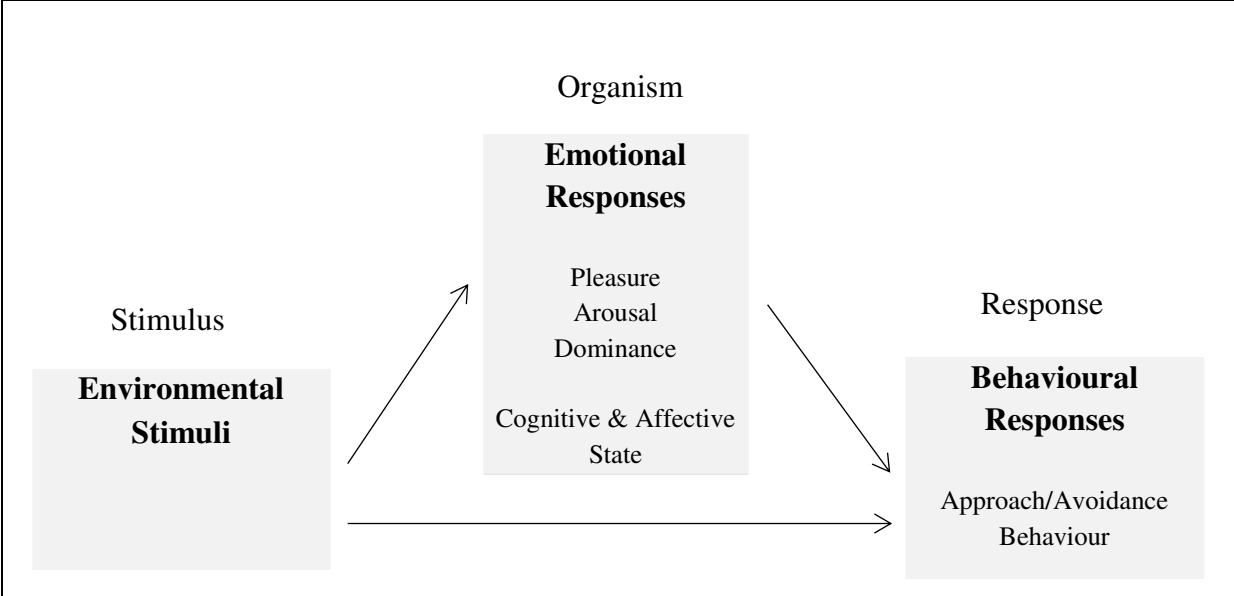 Organism
Emotional
Responses
Pleasure
Arousal
Dominance
Cognitive & Affective
State
Stimulus
Environmental
Stimuli
Response
Behavioural
Responses
Approach/Avoidance
Behaviour